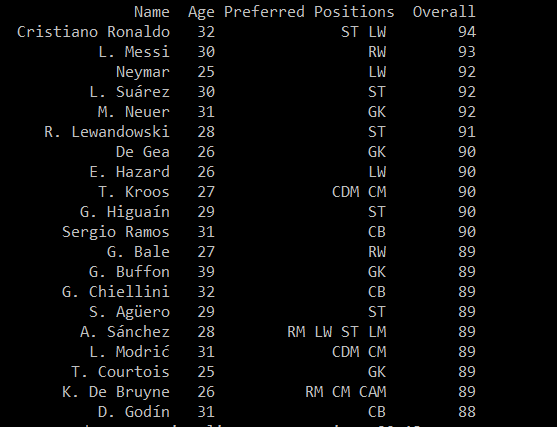 Name Age Preferred Positions Overall
Cristiano Ronaldo 32 ST LW 94
L. Messi 30 RW 93
Neymar 25 LW 92
L. Suárez 30 ST 92
M. Neuer 31 GK 92
R. Lewandowski 28 ST 91
De Gea 26 GK 90
E. Hazard 26 LW 90
T. Kroos 27 CDM CM 90
G. Higuaín 29 ST 90
Sergio Ramos 31 CB 90
G. Bale 27 RW 89
G. Buffon 39 GK 89
G. Chiellini 32 CB 89
S. Agüero 29 ST 89
A. Sánchez 28 RM LW ST LM 89
L. Modrić 31 CDM CM 89
T. Courtois 25 GK 89
K. De Bruyne 26 RM CM CAM 89
D. Godín 31 CB 88